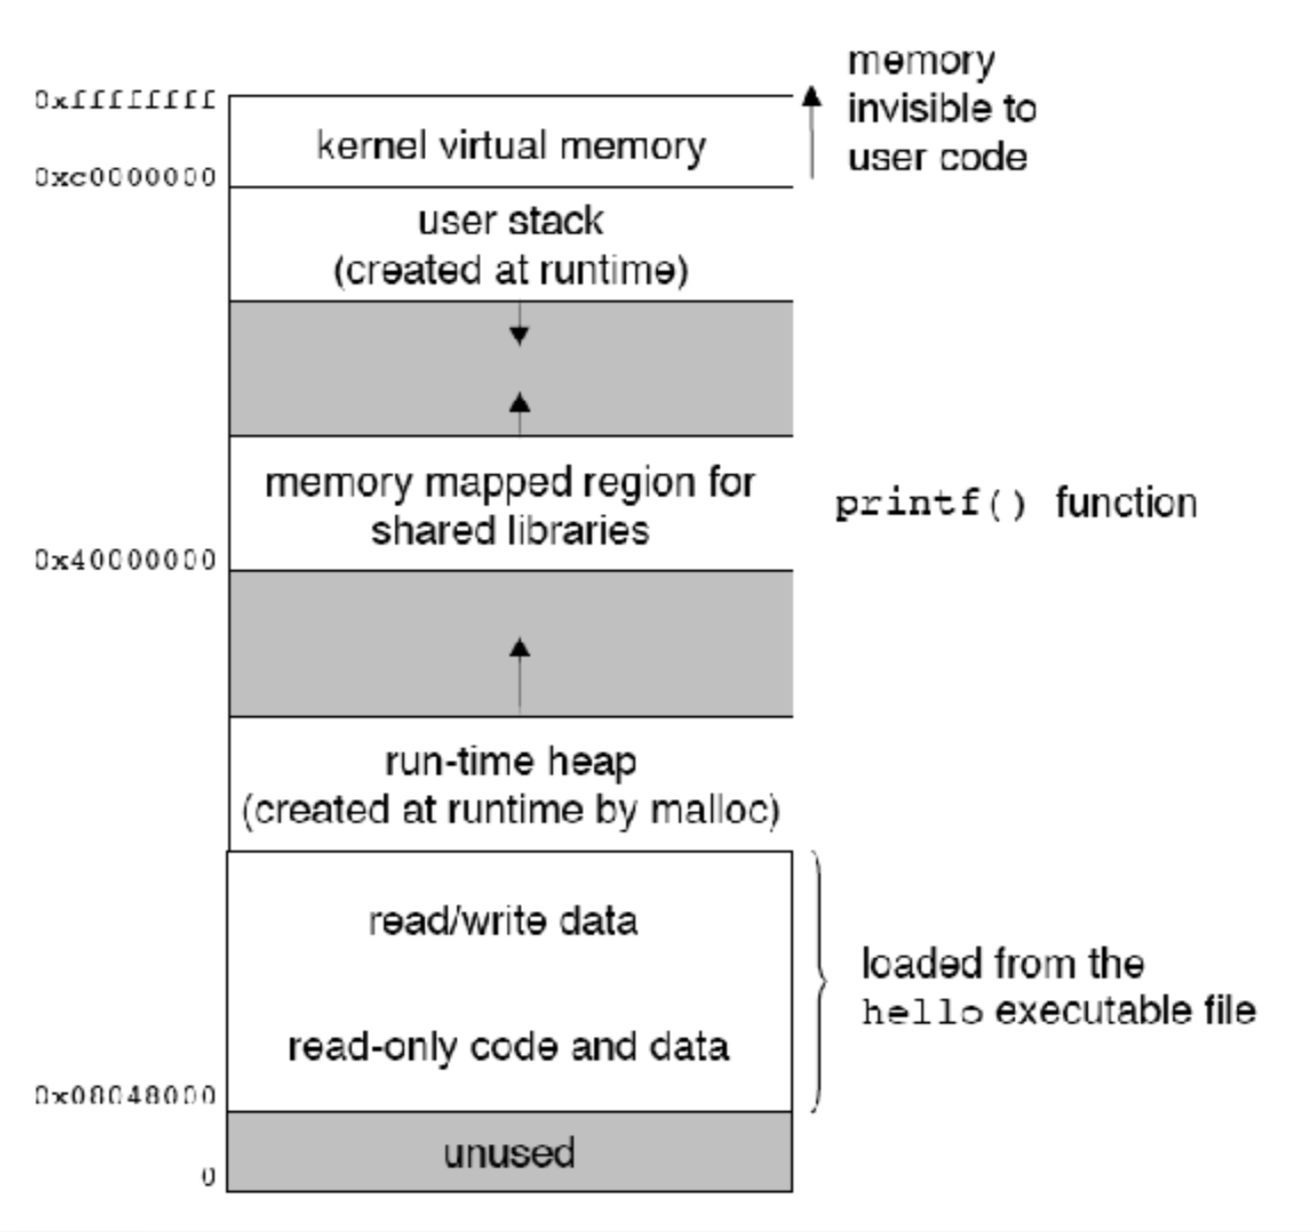 memory
invisible to
user code
0xffffffff
kernel virtual memory
0xc0000000
user stack
(created at runtime)
memory mapped region for
shared libraries
printf() function
0x40000000
run-time heap
(created at runtime by malloc)
read/write data
loaded from the
hello executable file
read-only code and data
0x08048000
unused
0